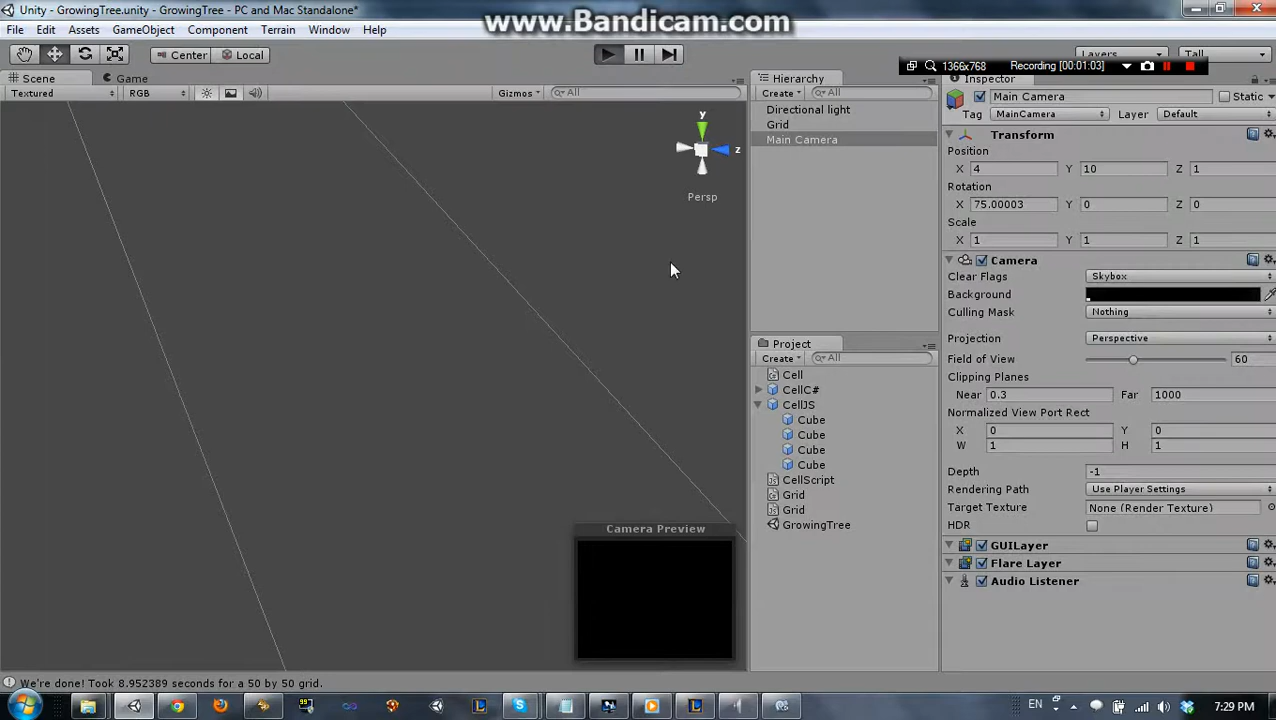 Unity - GrowingTree.unity - GrowingTree - PC and Mac Standalone*
www.Bandicam.com
File Edit Assets GameObject Component Terrain Window Help
Center Local
Layers Tall
1366x768 Recording [00:01:03]
Scene Game
Textured RGB Gizmos All
y
z
Persp
Camera Preview
Hierarchy
Create All
Directional light
Grid
Main Camera
Project
Create All
Cell
CellC#
CellJS
Cube
Cube
Cube
Cube
CellScript
Grid
Grid
GrowingTree
Inspector
Main Camera Static
Tag MainCamera Layer Default
Transform
Position
X 4 Y 10 Z 1
Rotation
X 75.00003 Y 0 Z 0
Scale
X 1 Y 1 Z 1
Camera
Clear Flags Skybox
Background
Culling Mask Nothing
Projection Perspective
Field of View 60
Clipping Planes
Near 0.3 Far 1000
Normalized View Port Rect
X 0 Y 0
W 1 H 1
Depth -1
Rendering Path Use Player Settings
Target Texture None (Render Texture)
HDR
GUILayer
Flare Layer
Audio Listener
We're done! Took 8.952389 seconds for a 50 by 50 grid.
EN 7:29 PM